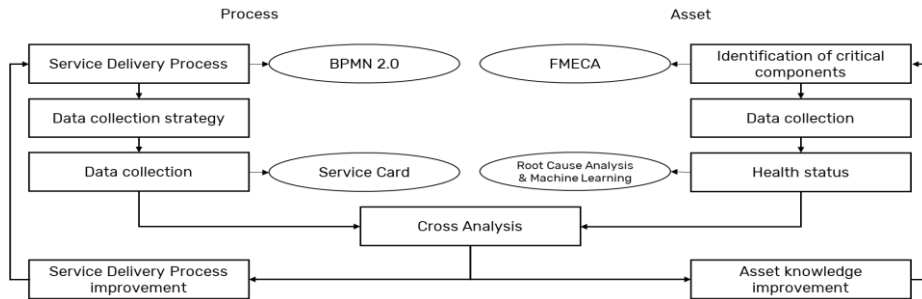 Process
Asset
Service Delivery Process
BPMN 2.0
FMECA
Identification of critical
components
Data collection strategy
Data collection
Data collection
Service Card
Root Cause Analysis
& Machine Learning
Health status
Cross Analysis
Service Delivery Process
improvement
Asset knowledge
improvement